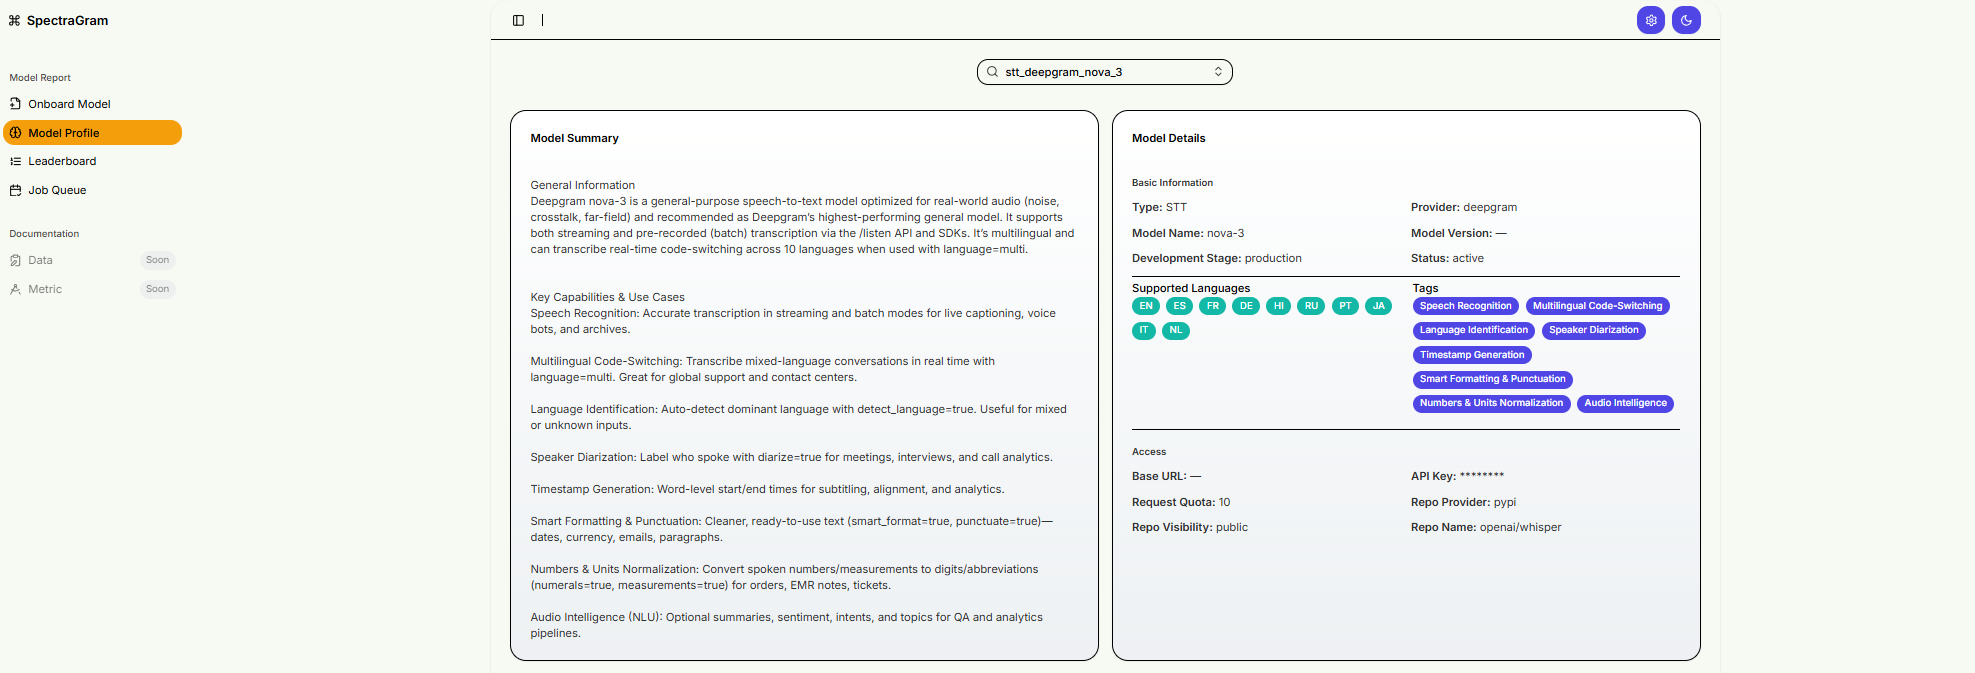 SpectraGram
Model Report
Onboard Model
Model Profile
Leaderboard
Job Queue
Documentation
Data Soon
Metric Soon
stt_deepgram_nova_3
Model Summary
General Information
Deepgram nova-3 is a general-purpose speech-to-text model optimized for real-world audio (noise,
crosstalk, far-field) and recommended as Deepgram's highest-performing general model. It supports
both streaming and pre-recorded (batch) transcription via the /listen API and SDKs. It's multilingual and
can transcribe real-time code-switching across 10 languages when used with language=multi.
Key Capabilities & Use Cases
Speech Recognition: Accurate transcription in streaming and batch modes for live captioning, voice
bots, and archives.
Multilingual Code-Switching: Transcribe mixed-language conversations in real time with
language=multi. Great for global support and contact centers.
Language Identification: Auto-detect dominant language with detect_language=true. Useful for mixed
or unknown inputs.
Speaker Diarization: Label who spoke with diarize=true for meetings, interviews, and call analytics.
Timestamp Generation: Word-level start/end times for subtitling, alignment, and analytics.
Smart Formatting & Punctuation: Cleaner, ready-to-use text (smart_format=true, punctuate=true)—
dates, currency, emails, paragraphs.
Numbers & Units Normalization: Convert spoken numbers/measurements to digits/abbreviations
(numerals=true, measurements=true) for orders, EMR notes, tickets.
Audio Intelligence (NLU): Optional summaries, sentiment, intents, and topics for QA and analytics
pipelines.
Model Details
Basic Information
Type: STT Provider: deepgram
Model Name: nova-3 Model Version: —
Development Stage: production Status: active
Supported Languages
EN ES FR DE HI RU PT JA
IT NL
Tags
Speech Recognition Multilingual Code-Switching
Language Identification Speaker Diarization
Timestamp Generation
Smart Formatting & Punctuation
Numbers & Units Normalization Audio Intelligence
Access
Base URL: — API Key: ********
Request Quota: 10 Repo Provider: pypi
Repo Visibility: public Repo Name: openai/whisper